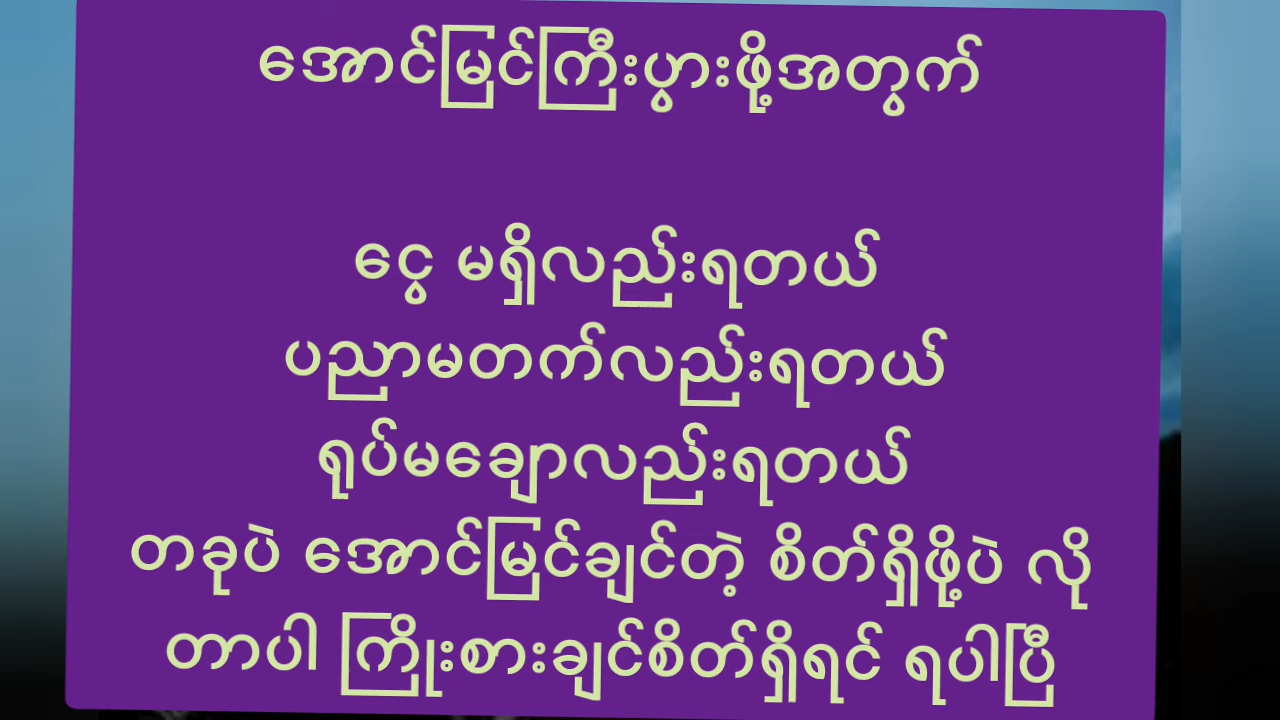 အောင်မြင်ကြီးပွားဖို့အတွက်
ငွေ မရှိလည်းရတယ်
ပညာမတက်လည်းရတယ်
ရုပ်မချောလည်းရတယ်
တခုပဲ အောင်မြင်ချင်တဲ့ စိတ်ရှိဖို့ပဲ လို
တာပါ ကြိုးစားချင်စိတ်ရှိရင် ရပါပြီ